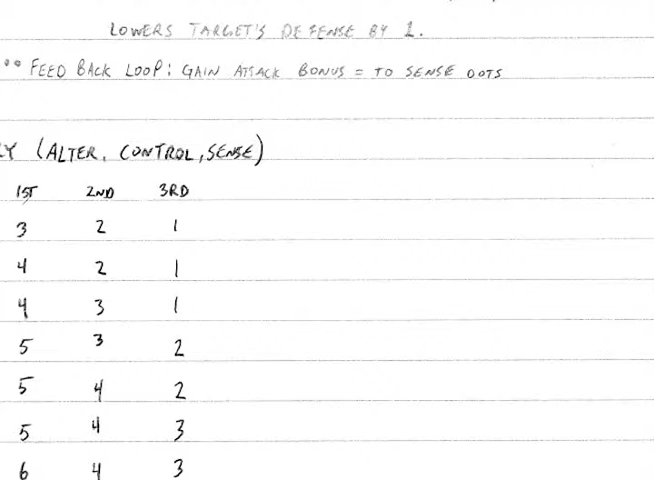 LOWERS TARGET'S DEFENSE BY 1.
•• FEED BACK LOOP: GAIN ATTACK BONUS = TO SENSE DOTS
RY (ALTER, CONTROL, SENSE)
1ST 2ND 3RD
3 2 1
4 2 1
4 3 1
5 3 2
5 4 2
5 4 3
6 4 3